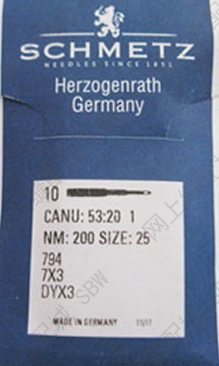 SCHMETZ
NEEDLES SINCE 1851
Herzogenrath
Germany
10
CANU: 53:20 1
NM: 200 SIZE: 25
794
7X3
DYX3
MADE IN GERMANY
SBW